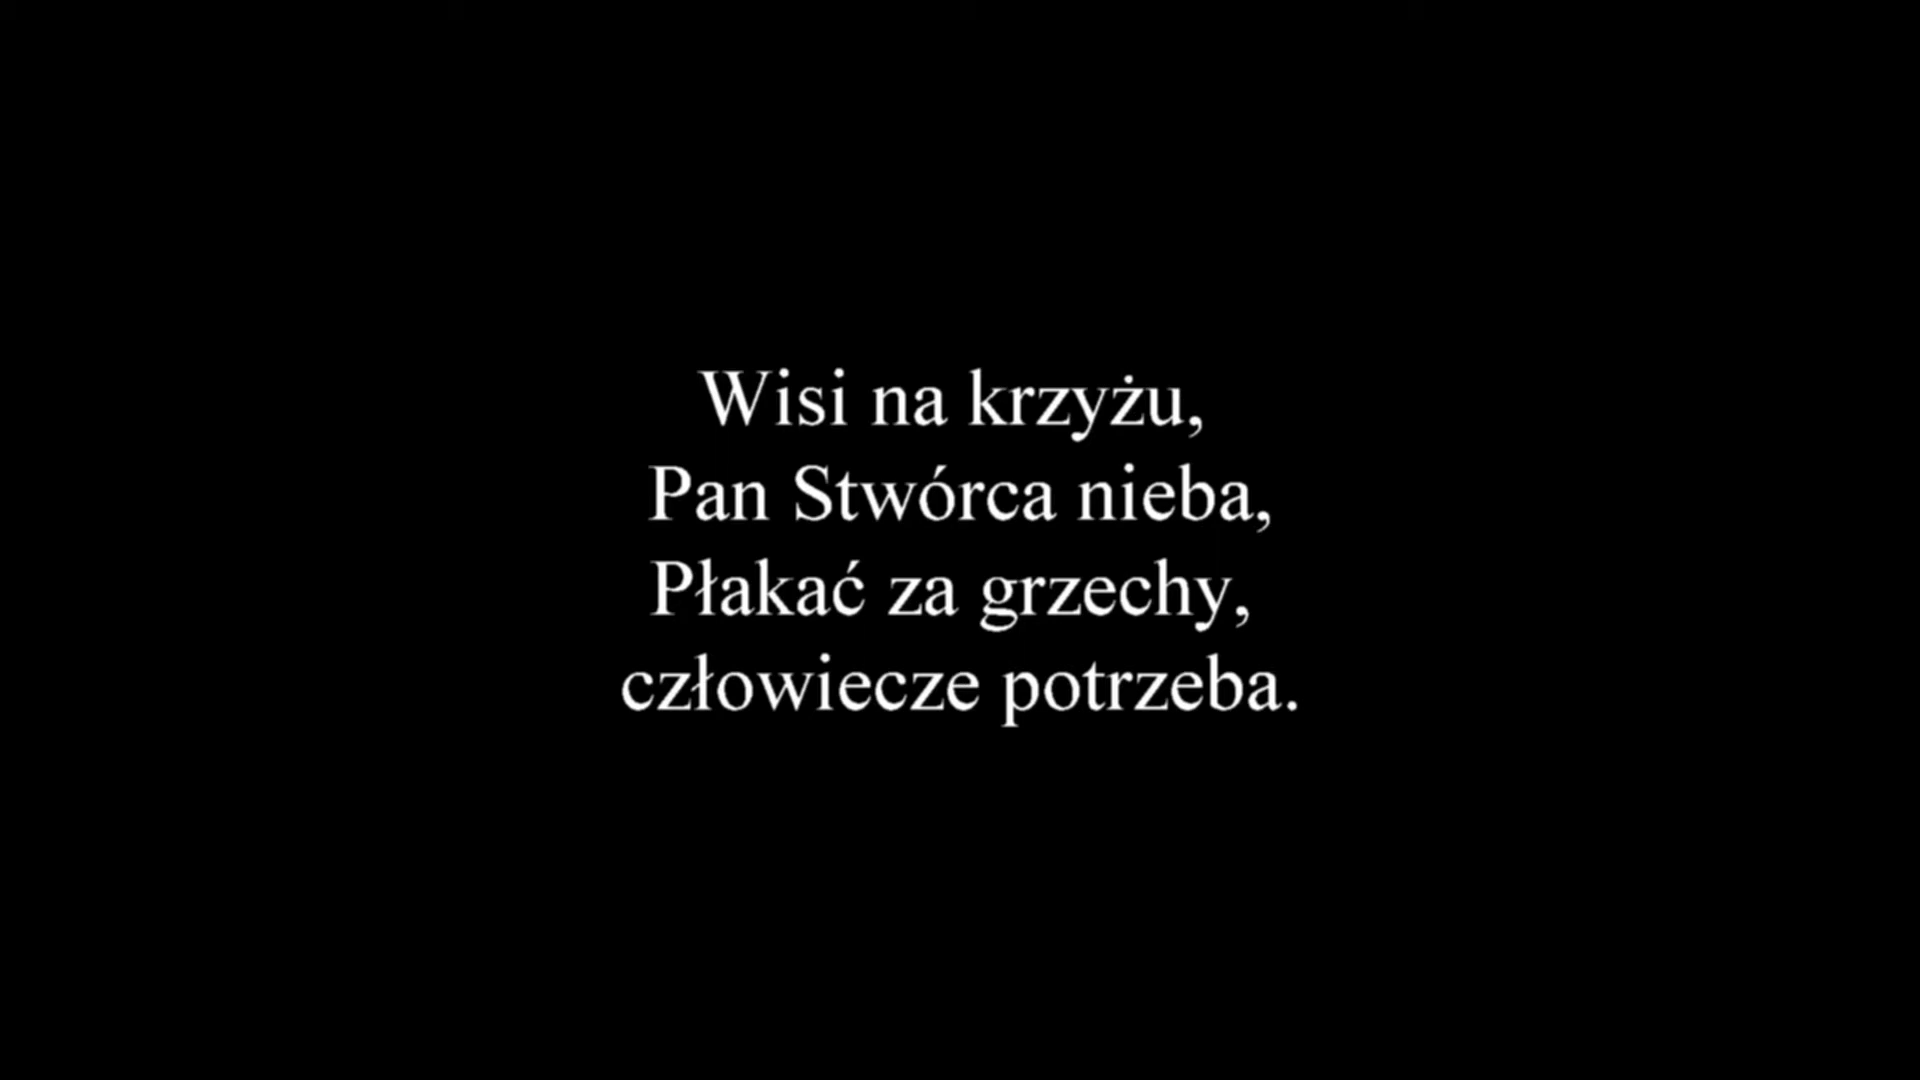 Wisi na krzyżu,
Pan Stwórca nieba,
Płakać za grzechy,
człowiecze potrzeba.